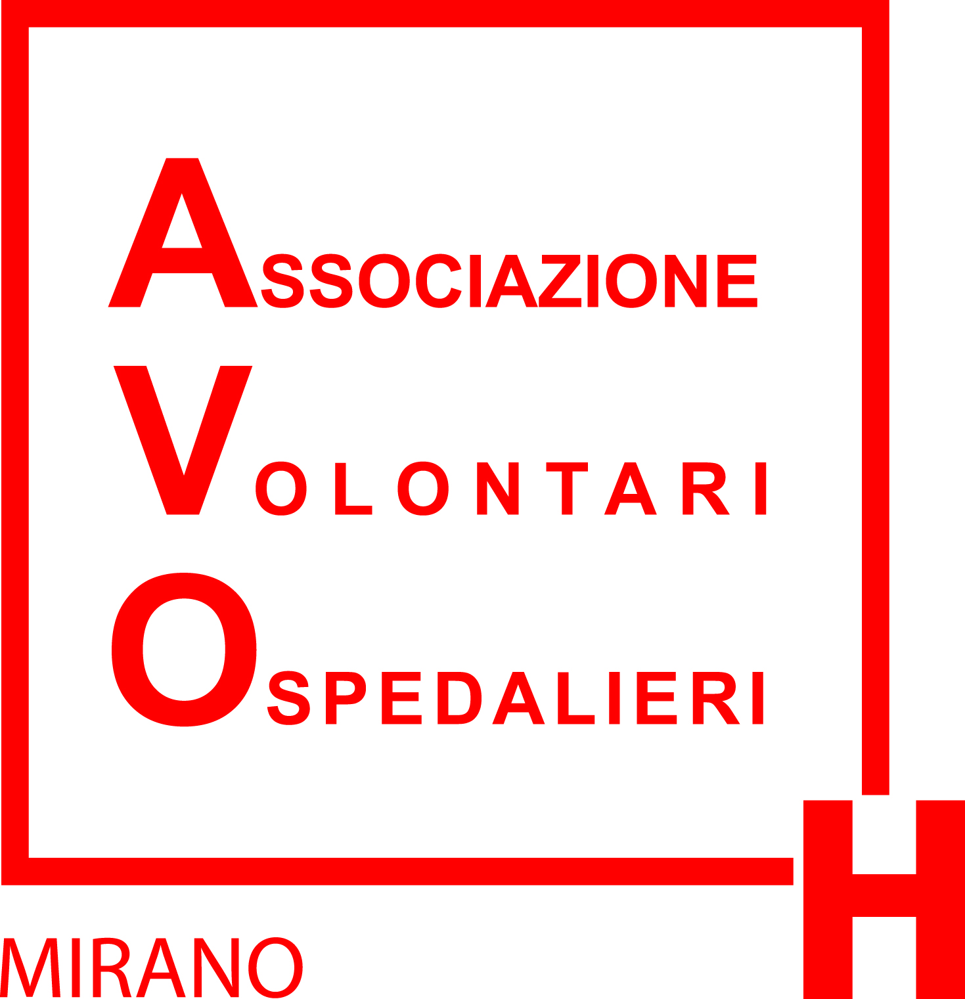 ASSOCIAZIONE
VOLONTARI
OSPEDALIERI
H
MIRANO